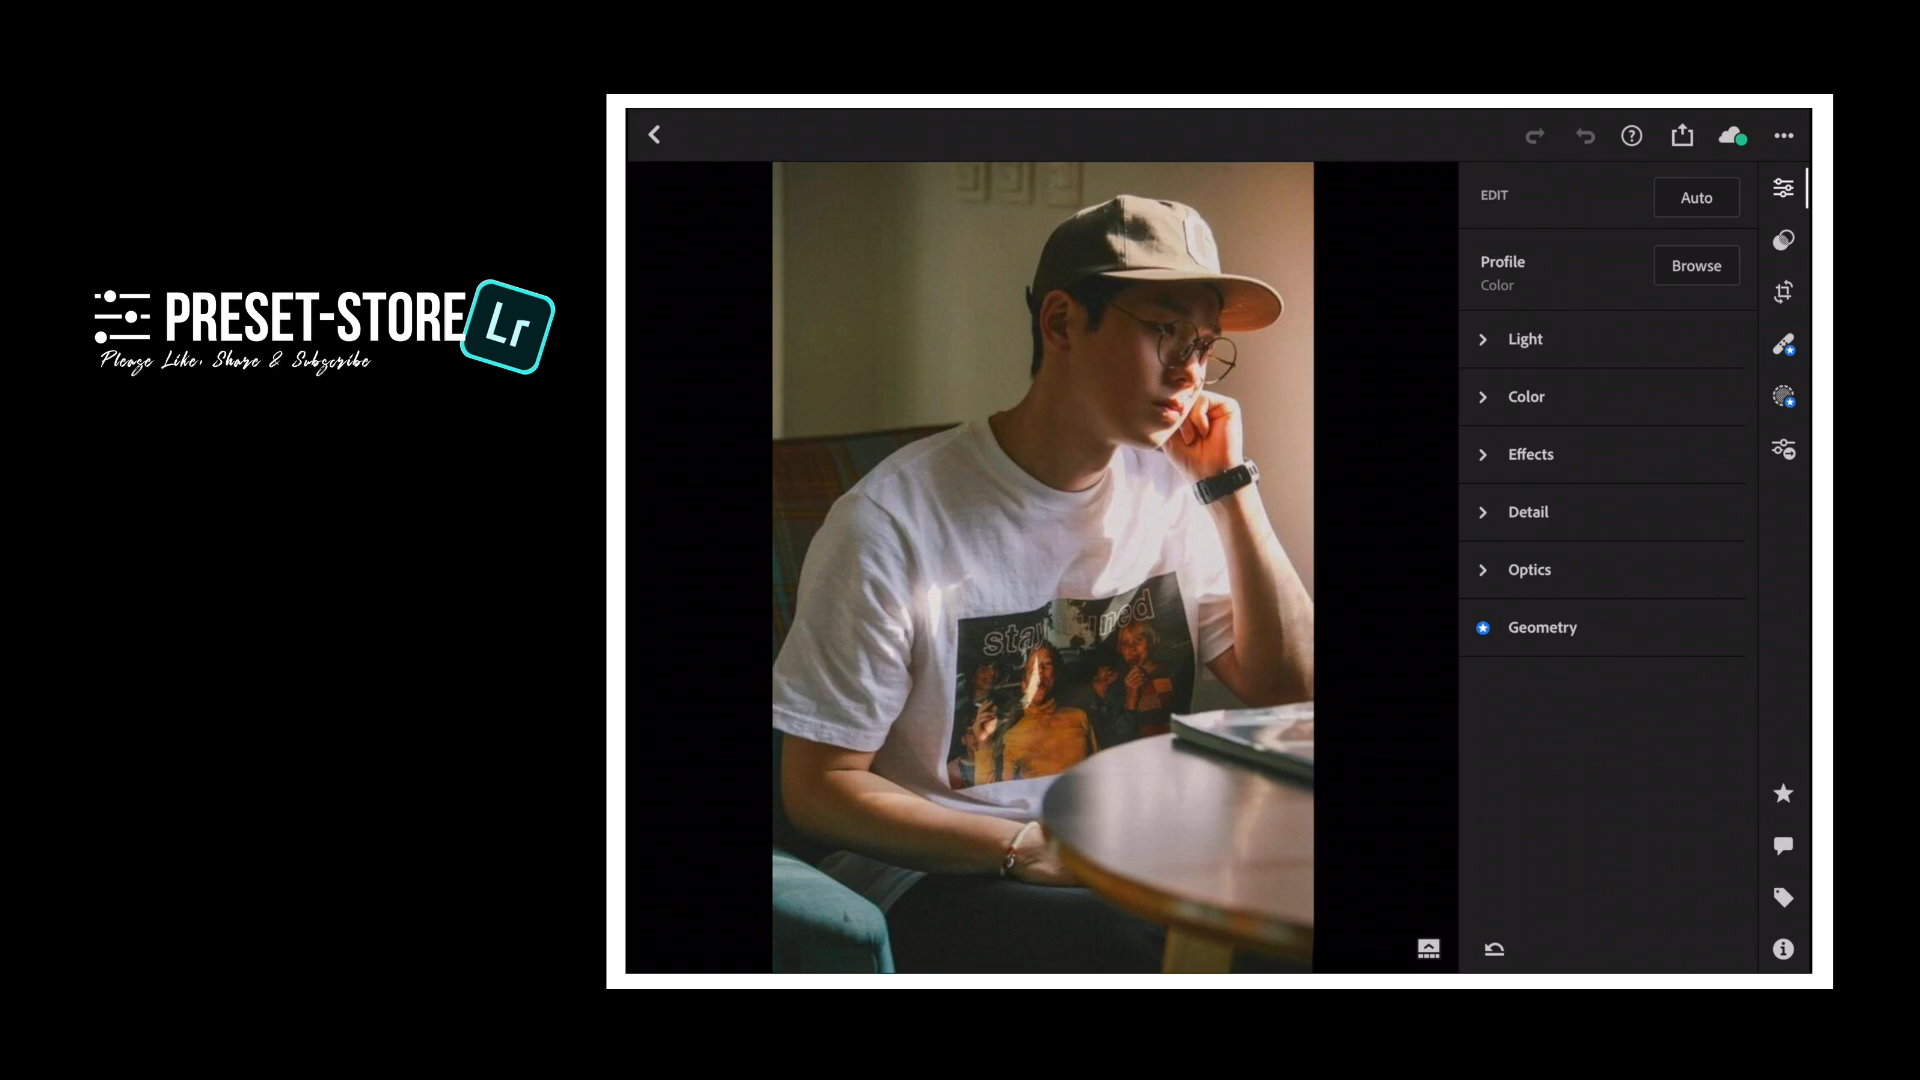 PRESET-STORE
Lr
Please Like, Share & Subscribe
EDIT
Auto
Profile
Browse
Color
Light
Color
Effects
Detail
Optics
Geometry